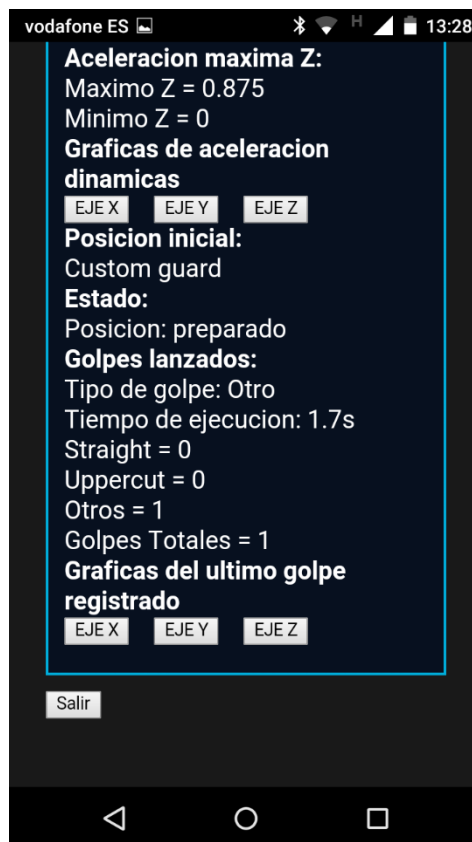 vodafone ES H 13:28
Aceleracion maxima Z:
Maximo Z = 0.875
Minimo Z = 0
Graficas de aceleracion
dinamicas
EJE X EJE Y EJE Z
Posicion inicial:
Custom guard
Estado:
Posicion: preparado
Golpes lanzados:
Tipo de golpe: Otro
Tiempo de ejecucion: 1.7s
Straight = 0
Uppercut = 0
Otros = 1
Golpes Totales = 1
Graficas del ultimo golpe
registrado
EJE X EJE Y EJE Z
Salir